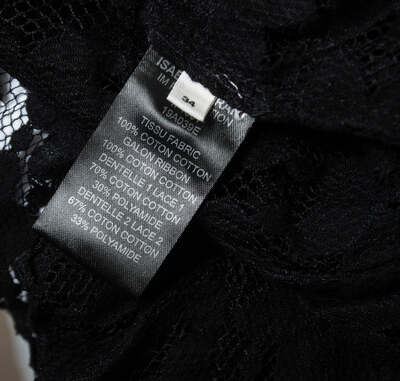 34
TISSU FABRIC
100% COTON COTTON
GALON RIBBON
100% COTON COTTON
DENTELLE 1 LACE 1
70% COTON COTTON
30% POLYAMIDE
DENTELLE 2 LACE 2
67% COTON COTTON
33% POLYAMIDE